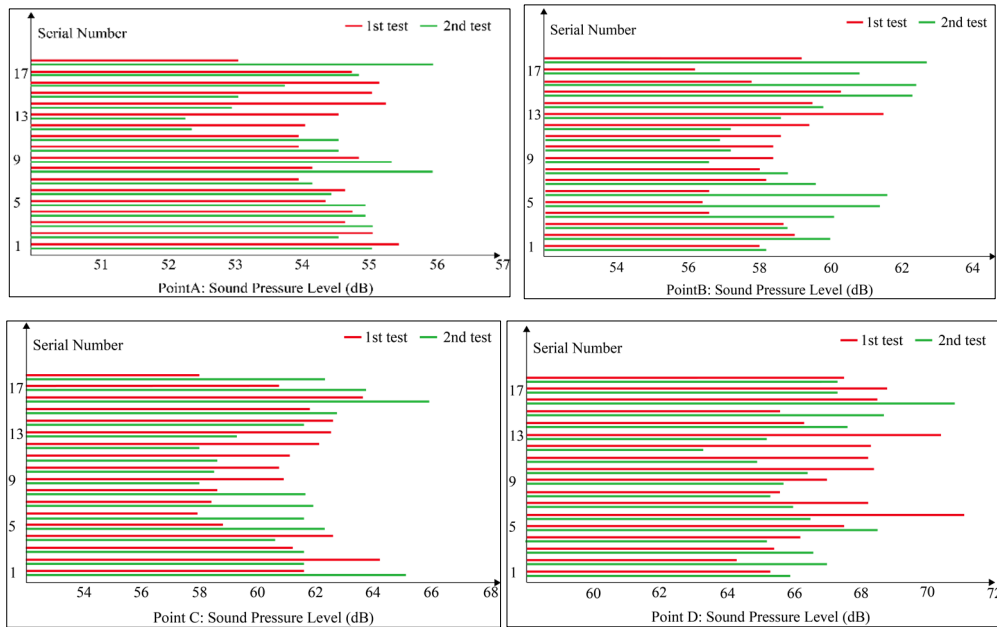 1st test 2nd test
Serial Number
17
13
9
5
1
51 52 53 54 55 56 57
PointA: Sound Pressure Level (dB)
1st test 2nd test
Serial Number
17
13
9
5
1
54 56 58 60 62 64
PointB: Sound Pressure Level (dB)
1st test 2nd test
Serial Number
17
13
9
5
1
54 56 58 60 62 64 66 68
Point C: Sound Pressure Level (dB)
1st test 2nd test
Serial Number
17
13
9
5
1
60 62 64 66 68 70 72
Point D: Sound Pressure Level (dB)